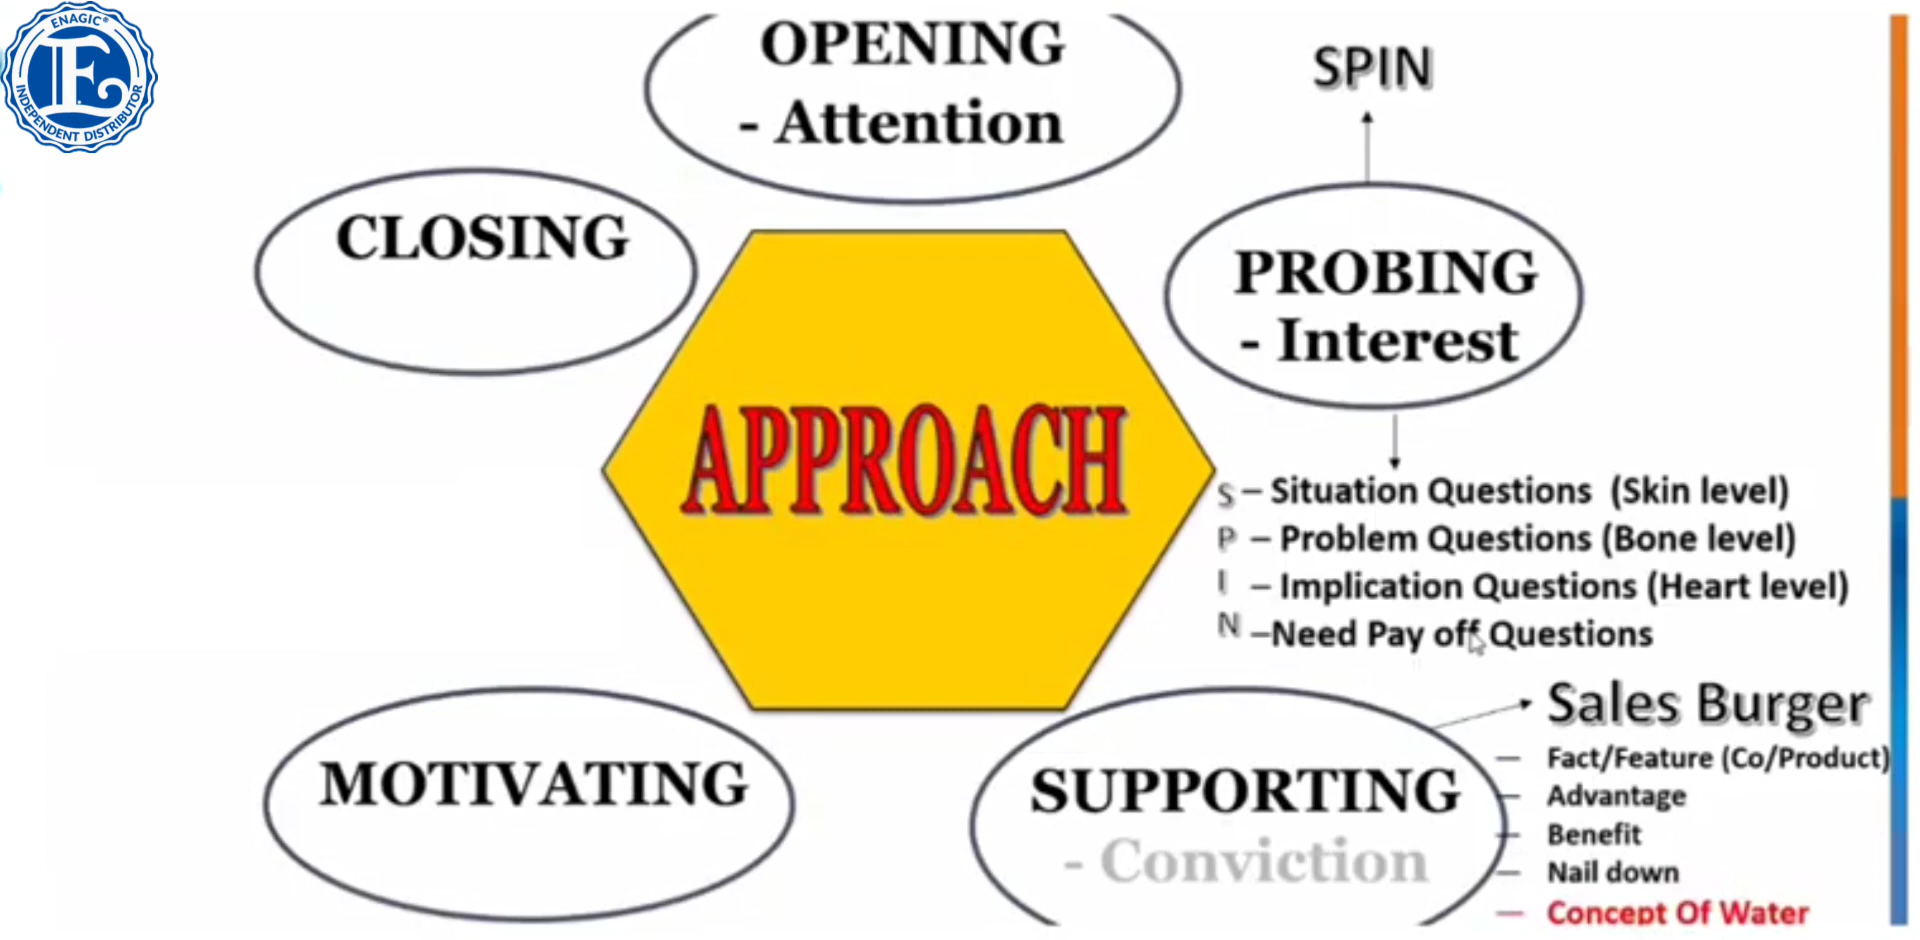 ENAGIC®
E
INDEPENDENT DISTRIBUTOR
OPENING
- Attention
SPIN
CLOSING
PROBING
- Interest
APPROACH
S – Situation Questions (Skin level)
P – Problem Questions (Bone level)
I – Implication Questions (Heart level)
N –Need Pay off Questions
MOTIVATING
SUPPORTING
- Conviction
Sales Burger
— Fact/Feature (Co/Product)
— Advantage
— Benefit
— Nail down
— Concept Of Water